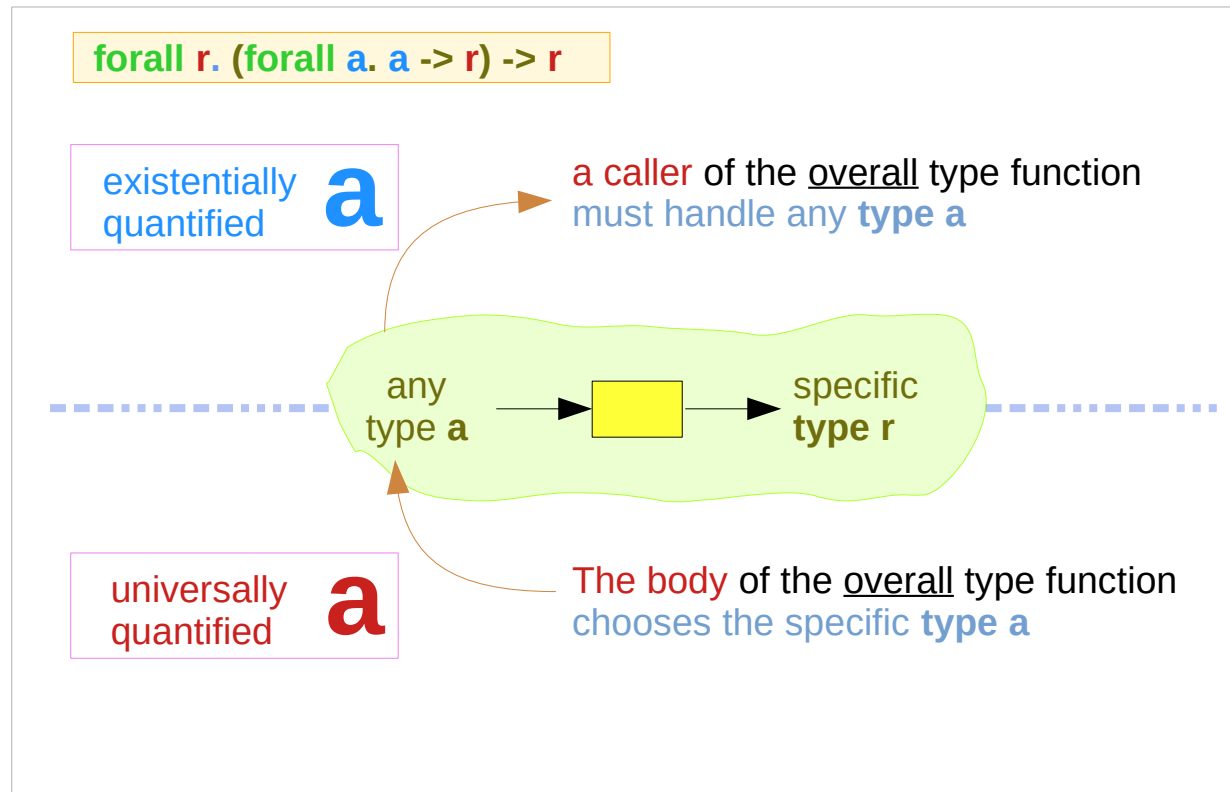 forall r. (forall a. a -> r) -> r
existentially
quantified
a
a caller of the overall type function
must handle any type a
any
type a
specific
type r
universally
quantified
a
The body of the overall type function
chooses the specific type a